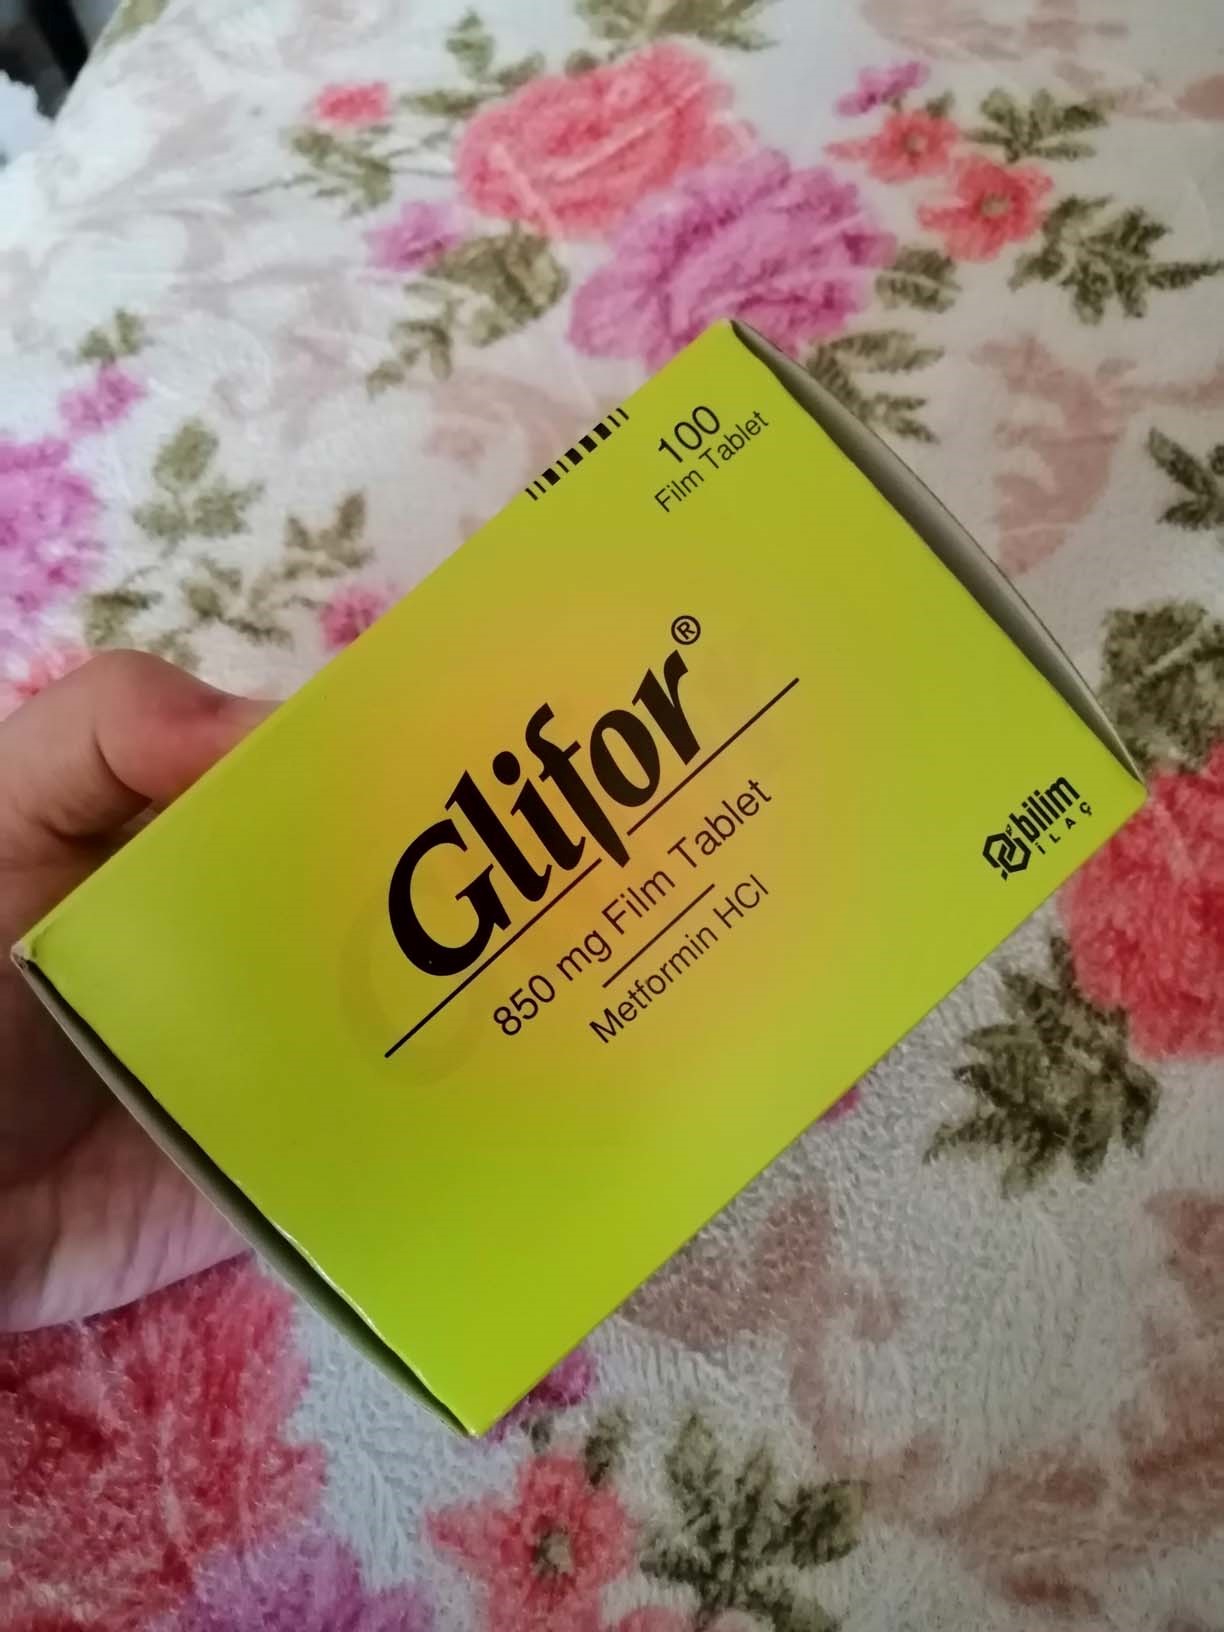 100
Film Tablet
Glifor®
850 mg Film Tablet
Metformin HCl
bilim
İLAÇ